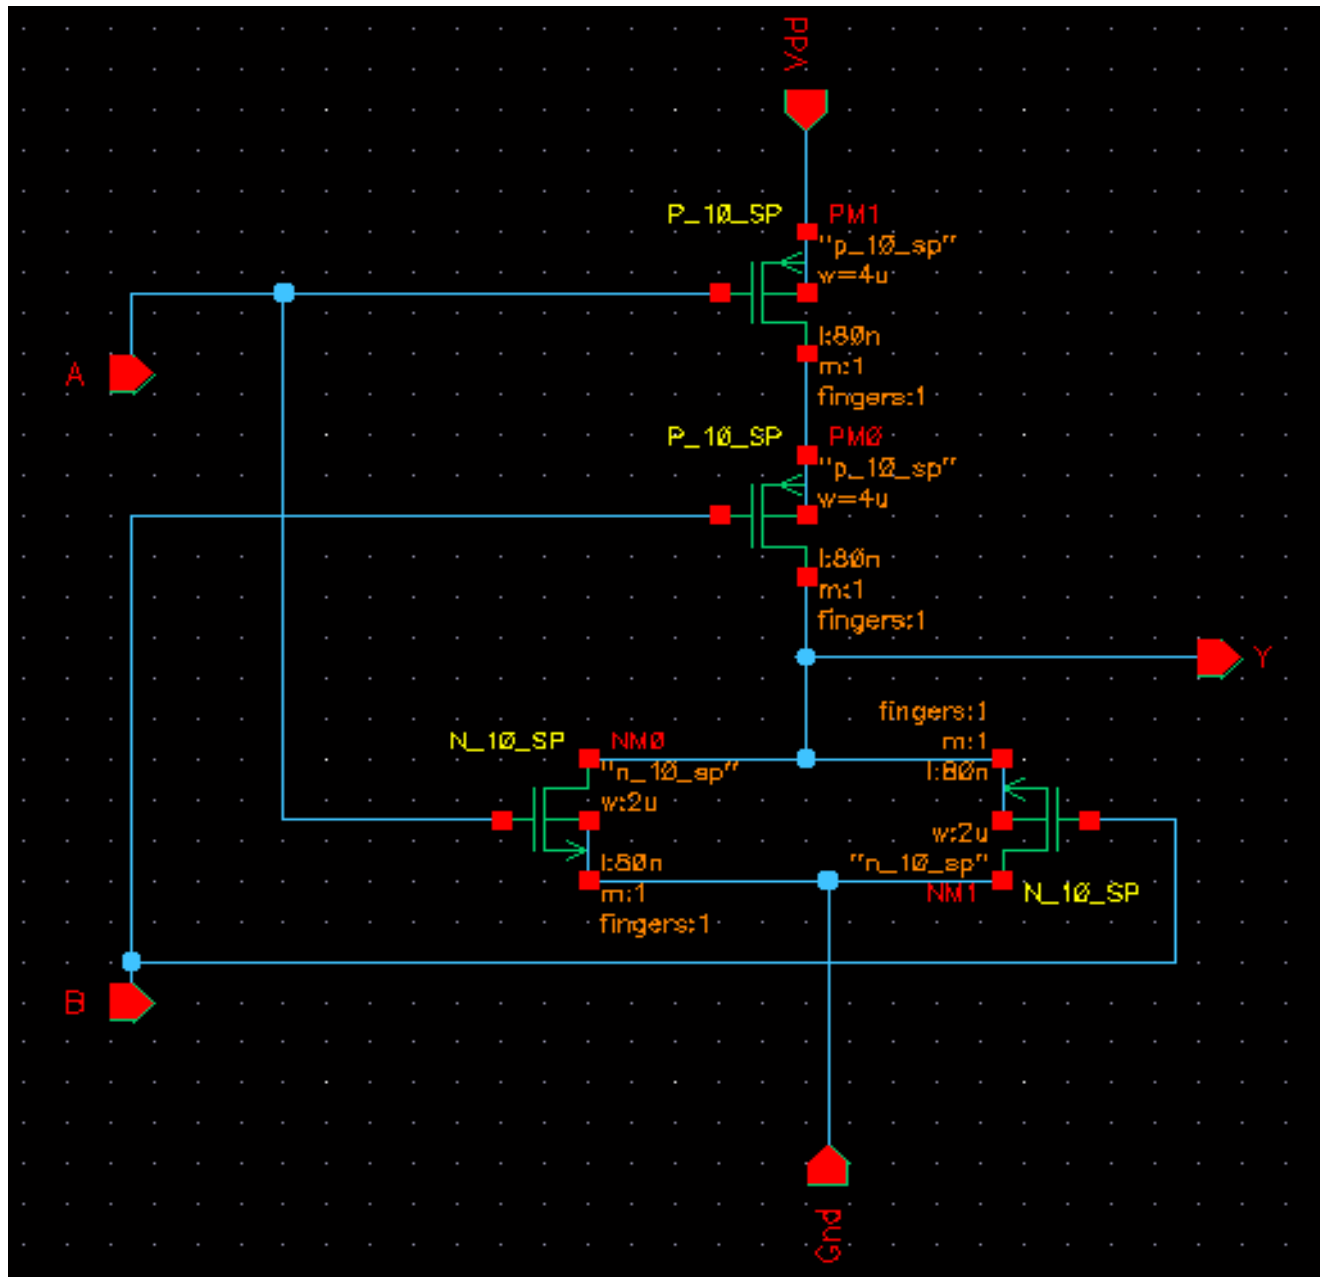 Vdd
P_10_SP PM1
"p_10_sp"
w=4u
l:80n
m:1
fingers:1
A
P_10_SP PM0
"p_10_sp"
w=4u
l:80n
m:1
fingers:1
Y
fingers:1
N_10_SP NM0 m:1
"n_10_sp" l:80n
w:2u
w:2u
l:80n "n_10_sp"
m:1 NM1 N_10_SP
fingers:1
B
Gnd